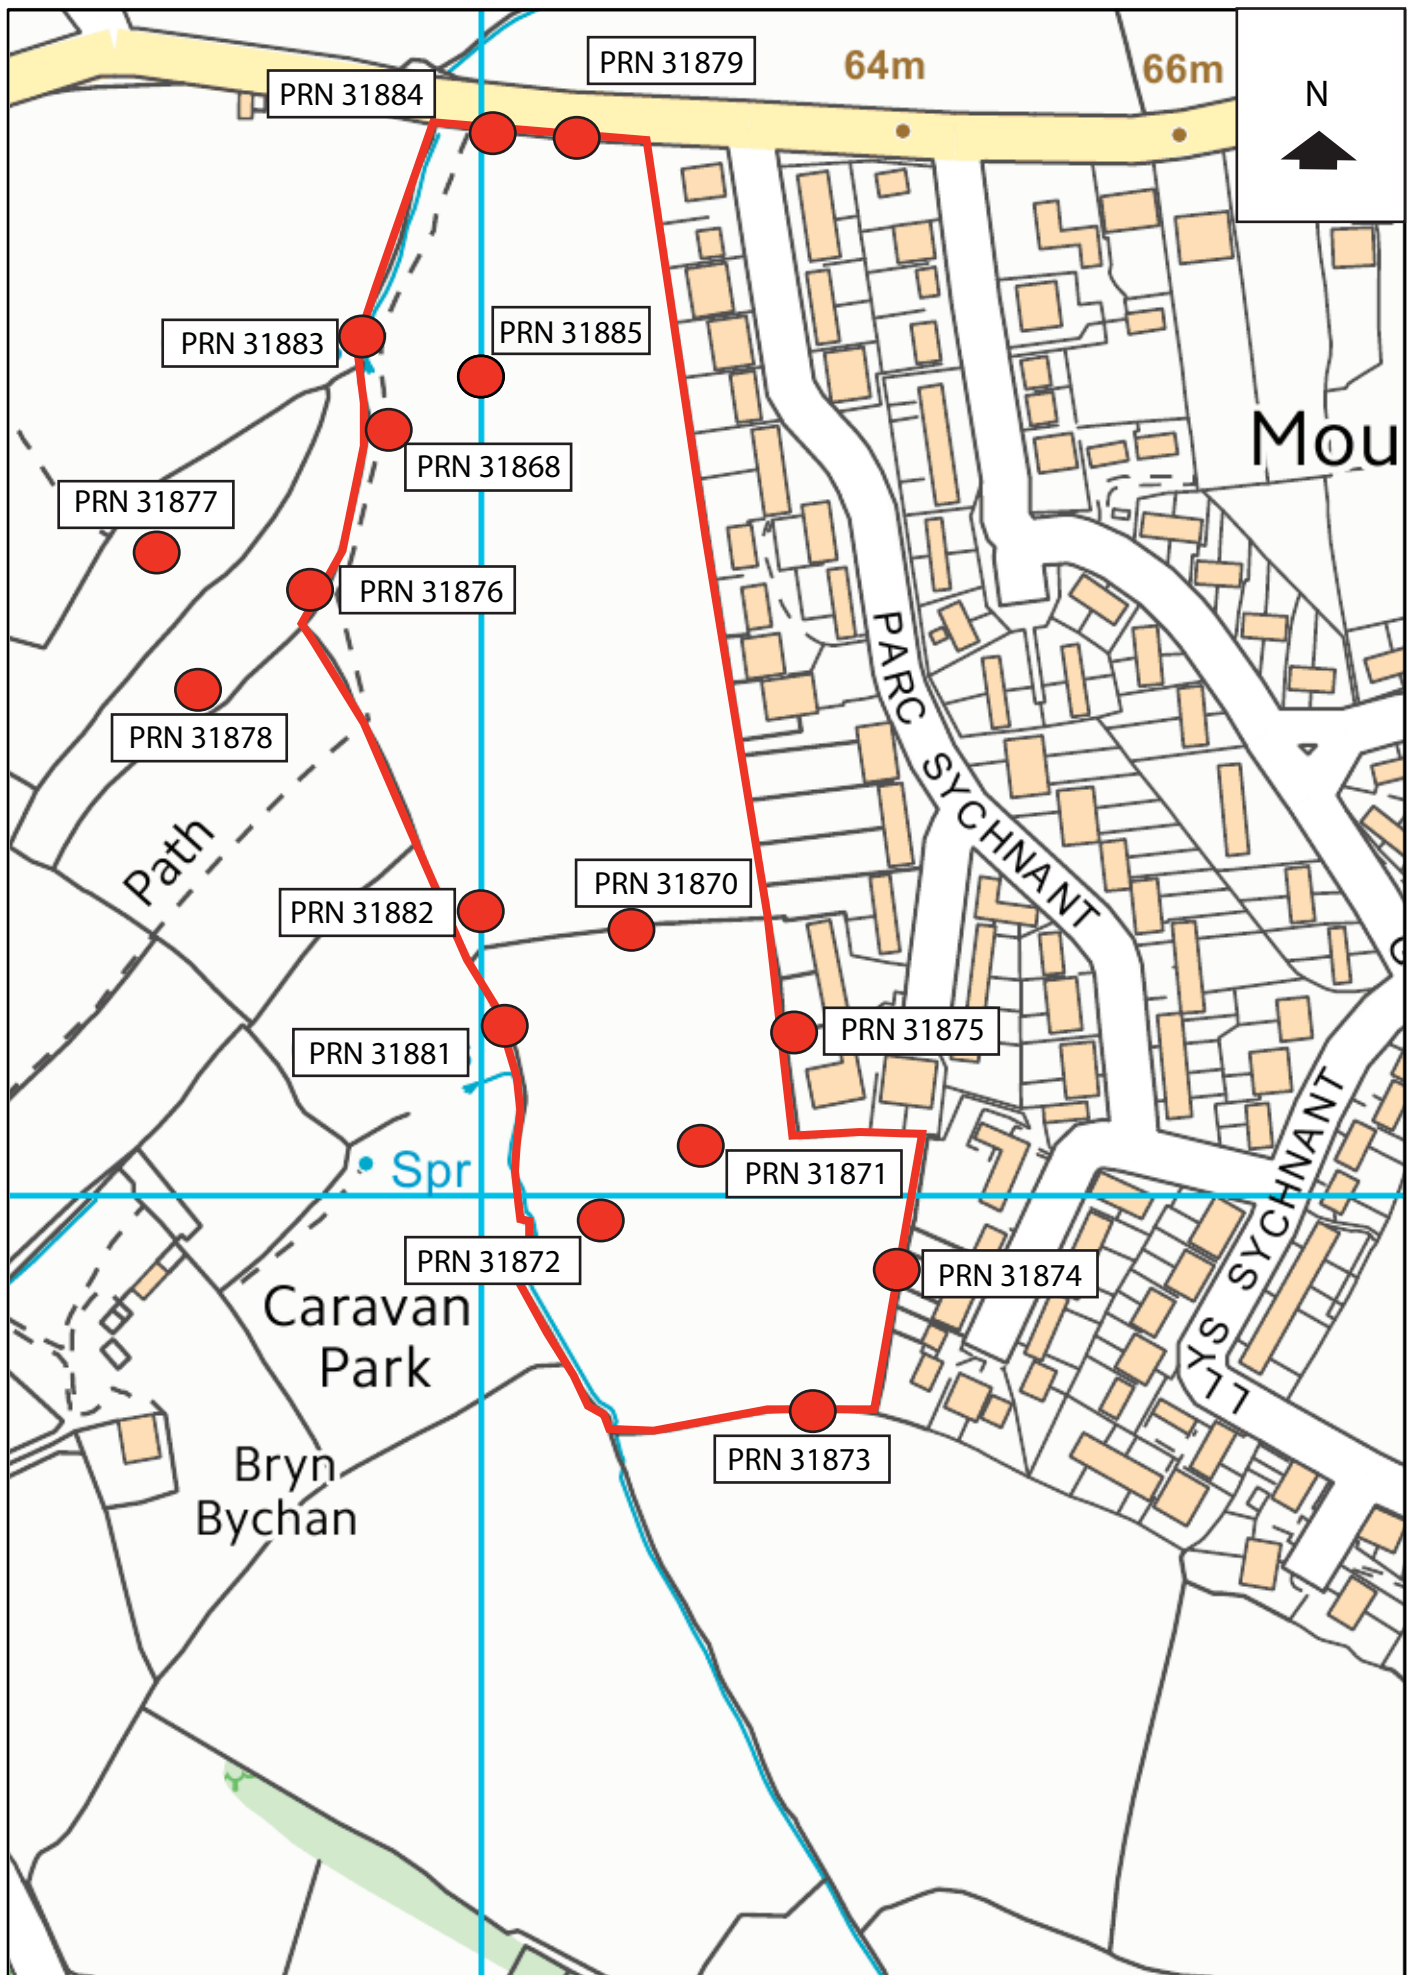 PRN 31879
64m
66m
N
PRN 31884
PRN 31883
PRN 31885
Mou
PRN 31868
PRN 31877
PRN 31876
PRN 31878
PARC SYCHNANT
Path
PRN 31870
PRN 31882
PRN 31875
PRN 31881
Spr
PRN 31871
PRN 31872
PRN 31874
LLYS SYCHNANT
Caravan
Park
PRN 31873
Bryn
Bychan